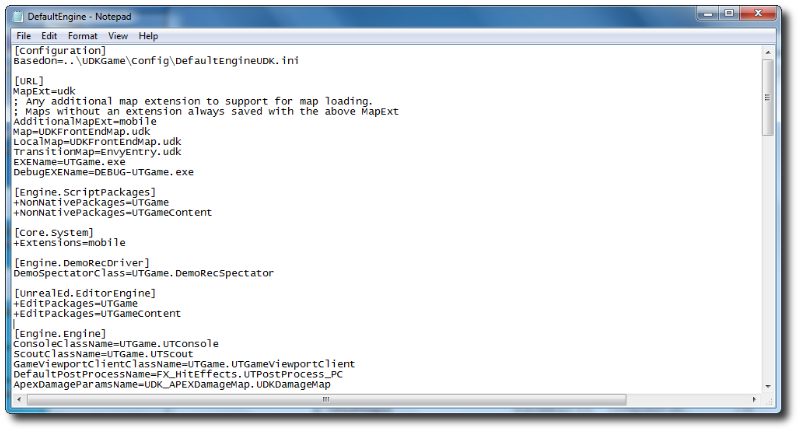 DefaultEngine - Notepad
File Edit Format View Help
[Configuration]
BasedOn=..\UDKGame\Config\DefaultEngineUDK.ini
[URL]
MapExt=udk
; Any additional map extension to support for map loading.
; Maps without an extension always saved with the above MapExt
AdditionalMapExt=mobile
Map=UDKFrontEndMap.udk
LocalMap=UDKFrontEndMap.udk
TransitionMap=EnvyEntry.udk
EXEName=UTGame.exe
DebugEXEName=DEBUG-UTGame.exe
[Engine.ScriptPackages]
+NonNativePackages=UTGame
+NonNativePackages=UTGameContent
[Core.System]
+Extensions=mobile
[Engine.DemoRecDriver]
DemoSpectatorClass=UTGame.DemoRecSpectator
[UnrealEd.EditorEngine]
+EditPackages=UTGame
+EditPackages=UTGameContent
[Engine.Engine]
ConsoleClassName=UTGame.UTConsole
ScoutClassName=UTGame.UTScout
GameViewportClientClassName=UTGame.UTGameViewportClient
DefaultPostProcessName=FX_HitEffects.UTPostProcess_PC
ApexDamageParamsName=UDK_APEXDamageMap.UDKDamageMap